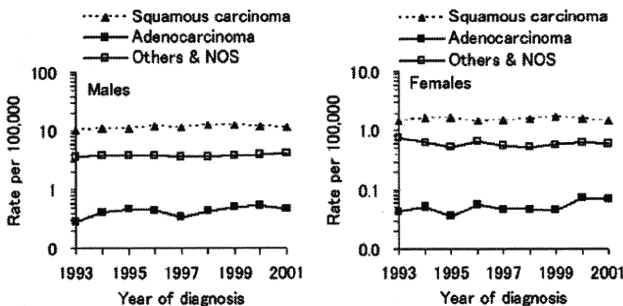 Squamous carcinoma
Adenocarcinoma
Others & NOS
Males
100
10
1
0
Rate per 100,000
1993 1995 1997 1999 2001
Year of diagnosis
Squamous carcinoma
Adenocarcinoma
Others & NOS
Females
10.0
1.0
0.1
0.0
Rate per 100,000
1993 1995 1997 1999 2001
Year of diagnosis